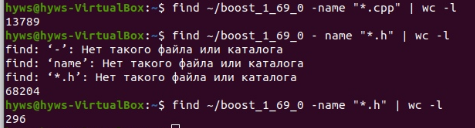 hyws@hyws-VirtualBox:~$ find ~/boost_1_69_0 -name "*.cpp" | wc -l
13789
hyws@hyws-VirtualBox:~$ find ~/boost_1_69_0 - name "*.h" | wc -l
find: ‘-’: Нет такого файла или каталога
find: ‘name’: Нет такого файла или каталога
find: ‘*.h’: Нет такого файла или каталога
68204
hyws@hyws-VirtualBox:~$ find ~/boost_1_69_0 -name "*.h" | wc -l
296